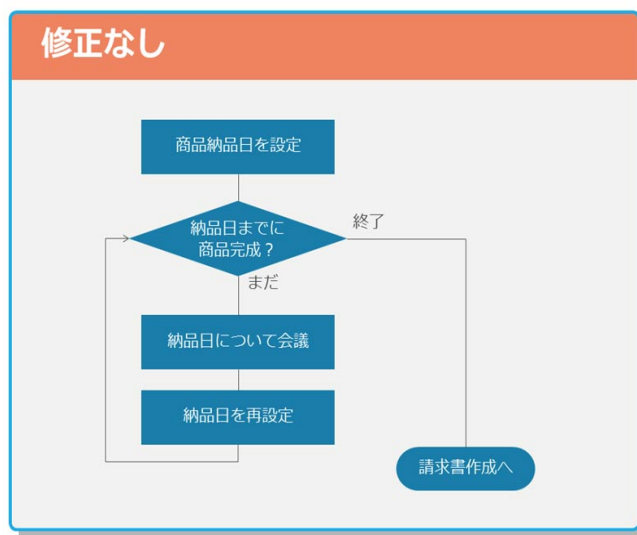 修正なし
商品納品日を設定
納品日までに
商品完成？
終了
まだ
納品日について会議
納品日を再設定
請求書作成へ